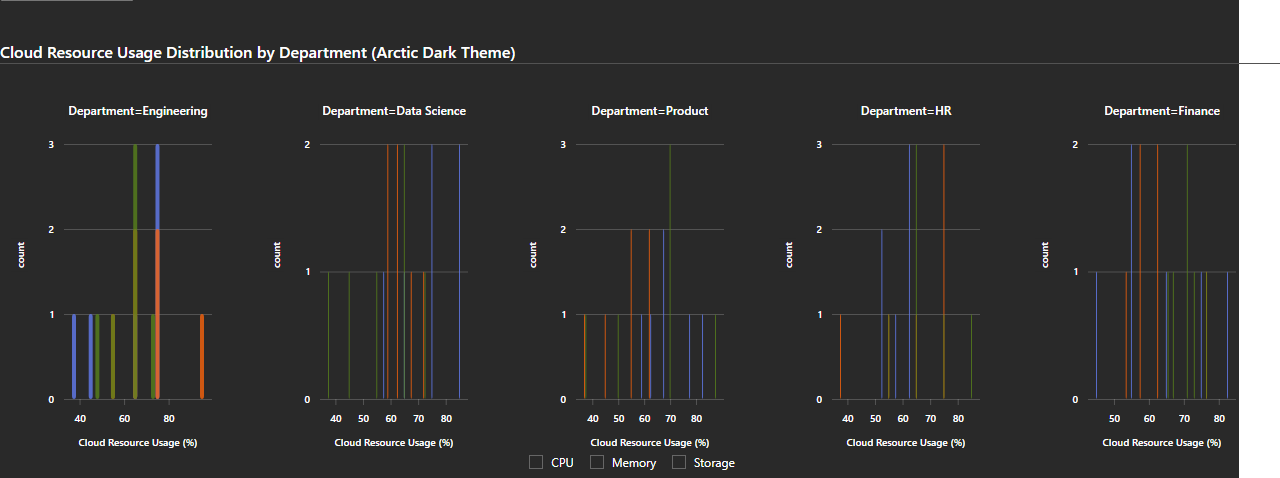 Cloud Resource Usage Distribution by Department (Arctic Dark Theme)
Department=Engineering
Department=Data Science
Department=Product
Department=HR
Department=Finance
3
2
1
0
count
40 60 80
Cloud Resource Usage (%)
2
1
0
count
40 50 60 70 80
Cloud Resource Usage (%)
3
2
1
0
count
40 50 60 70 80
Cloud Resource Usage (%)
3
2
1
0
count
40 50 60 70 80
Cloud Resource Usage (%)
2
1
0
count
50 60 70 80
Cloud Resource Usage (%)
CPU Memory Storage